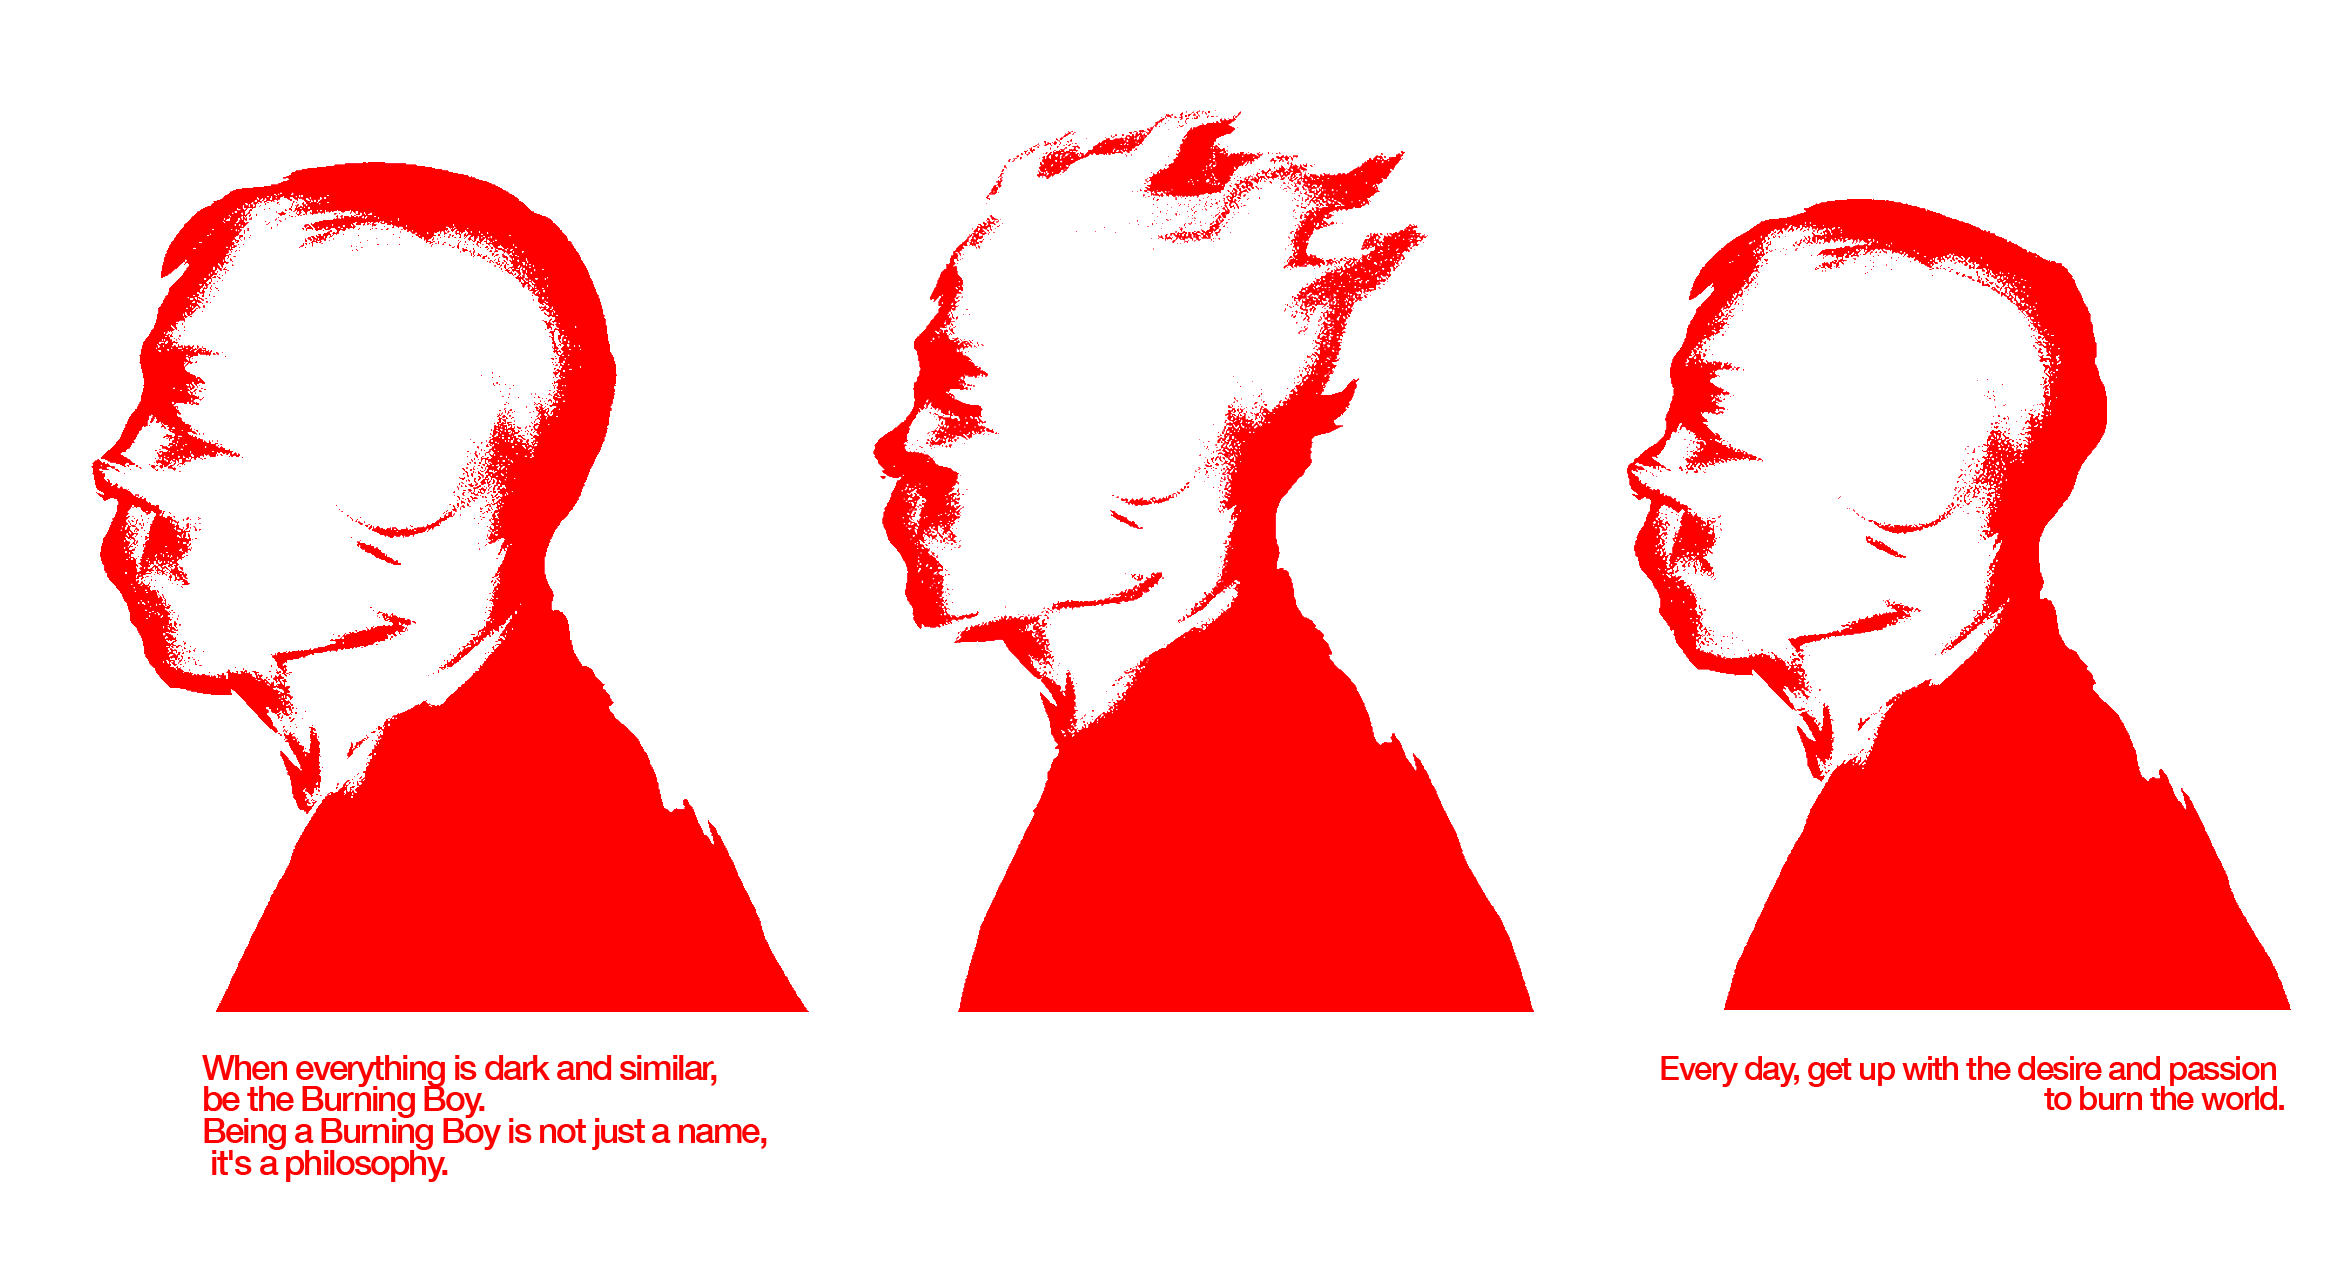 When everything is dark and similar,
be the Burning Boy.
Being a Burning Boy is not just a name,
it's a philosophy.
Every day, get up with the desire and passion
to burn the world.